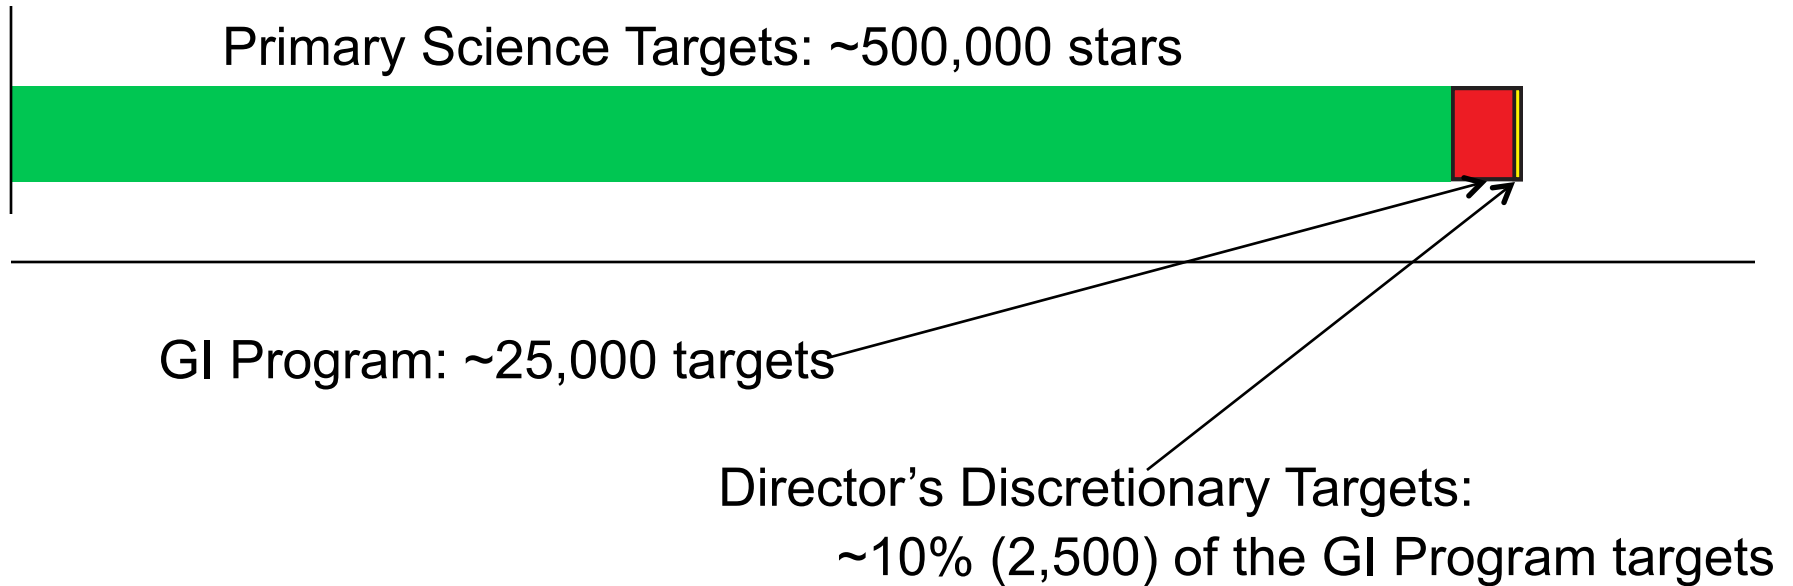 Primary Science Targets: ~500,000 stars
GI Program: ~25,000 targets
Director’s Discretionary Targets:
~10% (2,500) of the GI Program targets